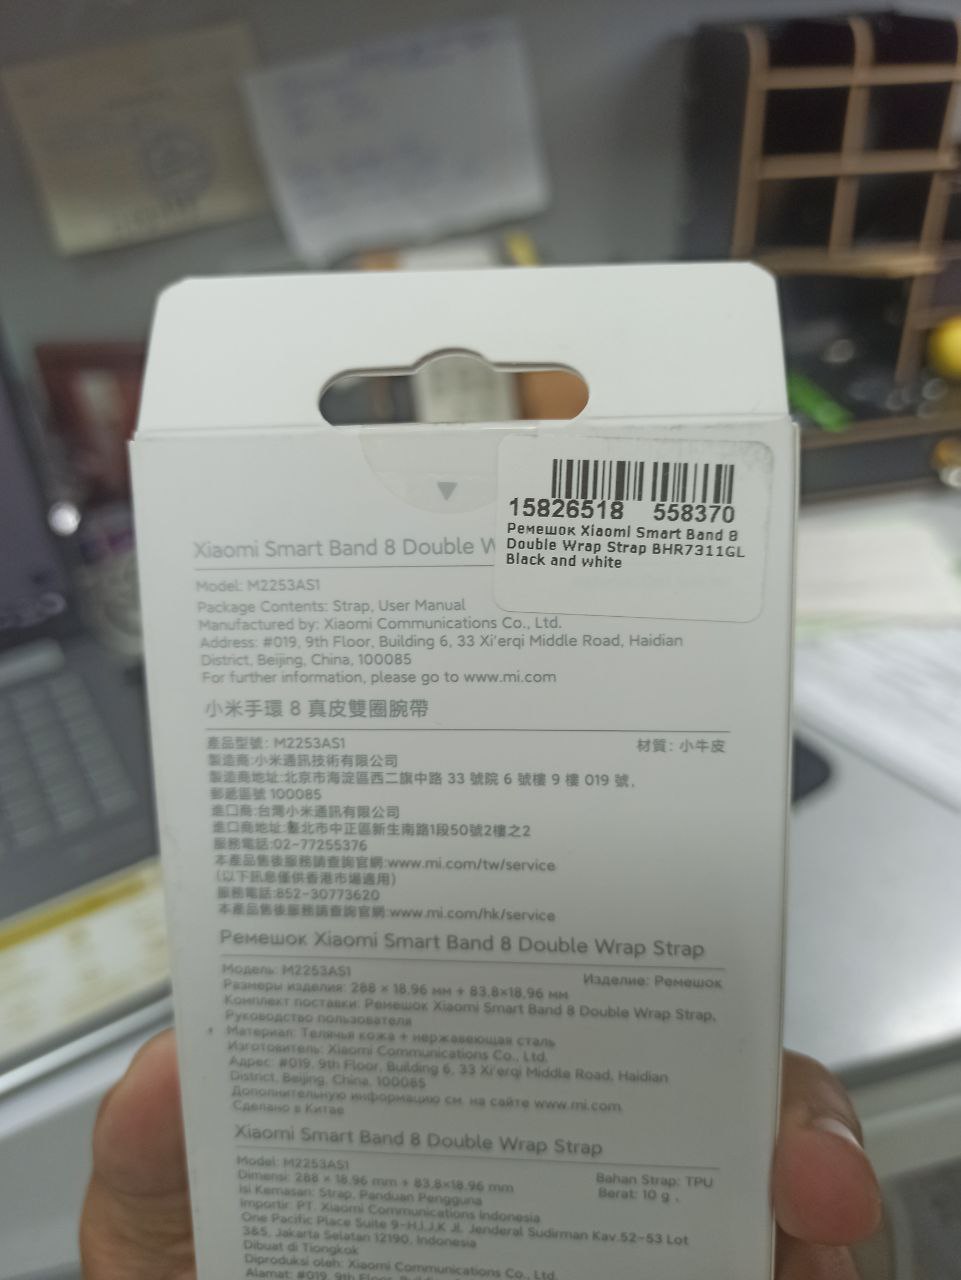 15826518 558370
Ремешок Xiaomi Smart Band 8
Double Wrap Strap BHR7311GL
Black and white
Xiaomi Smart Band 8 Double
Model: M2253AS1
Package Contents: Strap, User Manual
Manufactured by: Xiaomi Communications Co., Ltd.
Address: #019, 9th Floor, Building 6, 33 Xi'erqi Middle Road, Haidian
District, Beijing, China, 100085
For further information, please go to www.mi.com
小米手環 8 真皮雙圈腕帶
產品型號: M2253AS1 材質: 小牛皮
製造商:小米通訊技術有限公司
製造商地址:北京市海淀區西二旗中路 33 號院 6 號樓 9 樓 019 號,
郵遞區號 100085
進口商:台灣小米通訊有限公司
進口商地址:臺北市中正區新生南路1段50號2樓之2
服務電話:02-77255376
本產品售後服務請查詢官網:www.mi.com/tw/service
(以下訊息僅供香港市場適用)
服務電話:852-30773620
本產品售後服務請查詢官網:www.mi.com/hk/service
Ремешок Xiaomi Smart Band 8 Double Wrap Strap
Модель: M2253AS1 Изделие: Ремешок
Размеры изделия: 288 × 18.96 мм + 83.8×18.96 мм
Комплект поставки: Ремешок Xiaomi Smart Band 8 Double Wrap Strap,
Руководство пользователя
Материал: Телячья кожа + нержавеющая сталь
Изготовитель: Xiaomi Communications Co., Ltd.
Адрес: #019, 9th Floor, Building 6, 33 Xi'erqi Middle Road, Haidian
District, Beijing, China, 100085
Дополнительную информацию см. на сайте www.mi.com
Сделано в Китае
Xiaomi Smart Band 8 Double Wrap Strap
Model: M2253AS1 Bahan Strap: TPU
Dimensi: 288 × 18.96 mm + 83.8×18.96 mm Berat: 10 g
Isi Kemasan: Strap, Panduan Pengguna
Importir: PT. Xiaomi Communications Indonesia
One Pacific Place Suite 9-H,I,J,K Jl. Jenderal Sudirman Kav.52-53 Lot
3&5, Jakarta Selatan 12190, Indonesia
Dibuat di Tiongkok
Diproduksi oleh: Xiaomi Communications Co., Ltd.
Alamat: #019, 9th Floor,